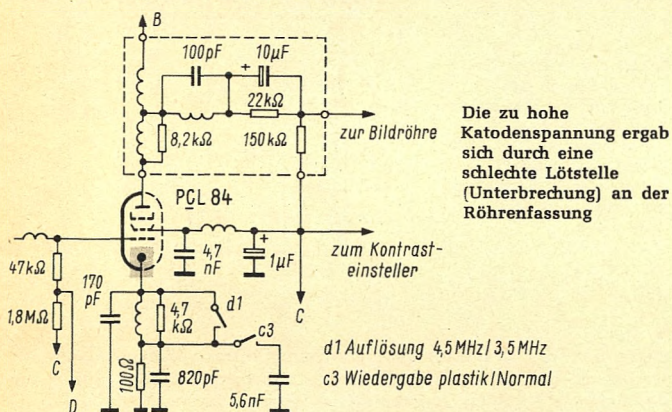 B
100pF
10µF
+
22kΩ
8,2kΩ
150kΩ
zur Bildröhre
Die zu hohe
Katodenspannung ergab
sich durch eine
schlechte Lötstelle
(Unterbrechung) an der
Röhrenfassung
PCL 84
+
47kΩ
4,7
nF
1µF
zum Kontrast-
einsteller
170
pF
1,8MΩ
4,7
kΩ
d1
c3
C
C
D
100Ω
820pF
5,6nF
d1 Auflösung 4,5MHz/3,5MHz
c3 Wiedergabe plastik/Normal